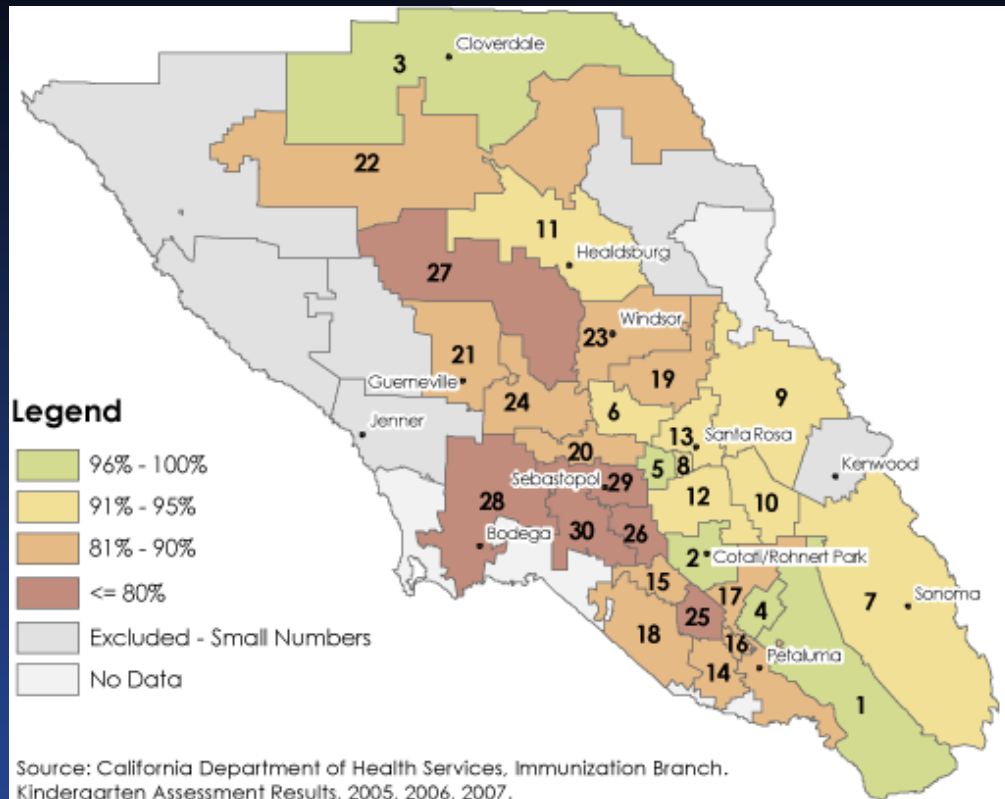 Cloverdale
3
22
11
Healdsburg
27
Windsor
23
21
19
9
Guerneville
24
6
Legend
Jenner
13
Santa Rosa
96% - 100%
20
5
8
Kenwood
Sebastopol
29
91% - 95%
28
12
10
30
26
81% - 90%
Bodega
2
Cotati/Rohnert Park
<= 80%
15
17
4
7
Sonoma
25
Excluded - Small Numbers
18
16
Petaluma
No Data
14
1
Source: California Department of Health Services, Immunization Branch.
Kindergarten Assessment Results, 2005, 2006, 2007.